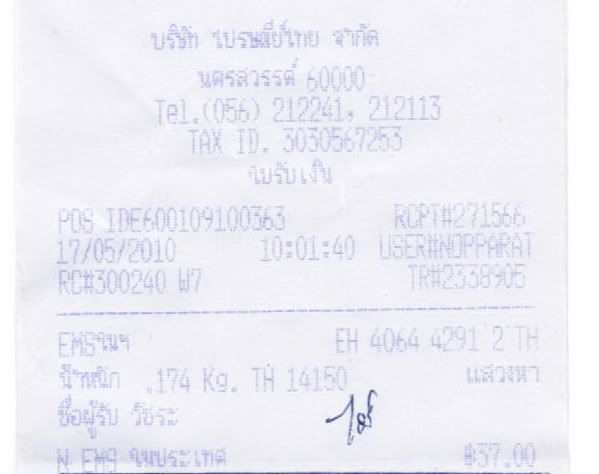 บริษัท ไปรษณีย์ไทย จำกัด
นครสวรรค์ 60000
Tel.(056) 212241, 212113
TAX ID. 3030567253
ใบรับเงิน
POS IDE600109100363 RCPT#271566
17/05/2010 10:01:40 USER#NOPPARAT
RC#300240 W7 TR#2338905
EMSในฯ EH 4064 4291 2 TH
น้ำหนัก .174 Kg. TH 14150 แสวงหา
ชื่อผู้รับ วัชระ
N EMS ในประเทศ ฿37.00